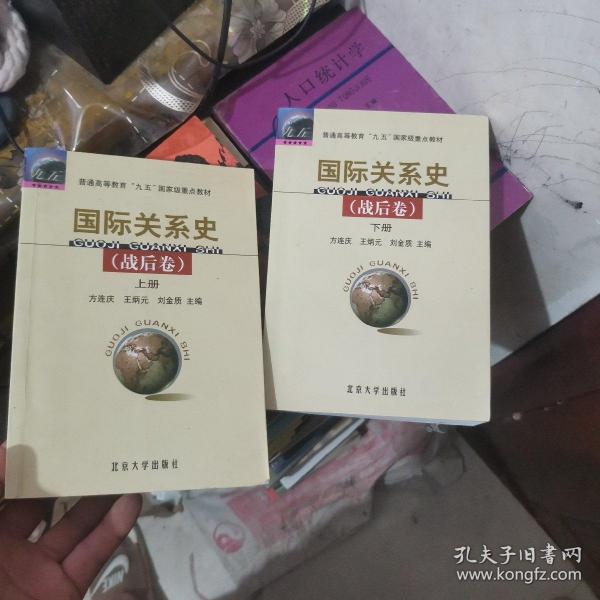 人口统计学
普通高等教育“九五”国家级重点教材
国际关系史
GUOJI GUANXI SHI
（战后卷）
上册
方连庆 王炳元 刘金质 主编
GUOJI GUANXI SHI
北京大学出版社
普通高等教育“九五”国家级重点教材
国际关系史
GUOJI GUANXI SHI
（战后卷）
下册
方连庆 王炳元 刘金质 主编
GUOJI GUANXI SHI
北京大学出版社
孔夫子旧书网
www.kongfz.com